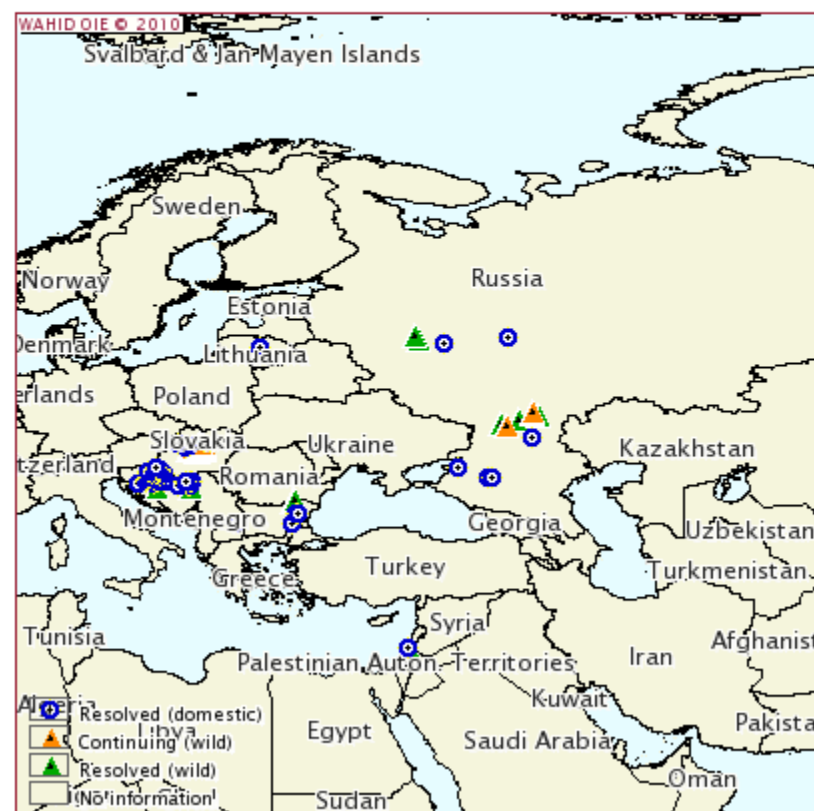 WAHID OIE © 2010
Svalbard & Jan Mayen Islands
Sweden
Russia
Norway
Estonia
Denmark
Lithuania
erlands
Poland
Slovakia
Ukraine
Kazakhstan
tzerland
Romania
Montenegro
Georgia
Uzbekistan
Turkey
Turkmenistan
Greece
Syria
Tunisia
Afghanist
Palestinian Auton. Territories
Iran
Kuwait
Algeria
Resolved (domestic)
Pakista
Libya
Egypt
Saudi Arabia
Continuing (wild)
Resolved (wild)
Oman
No information
Sudan